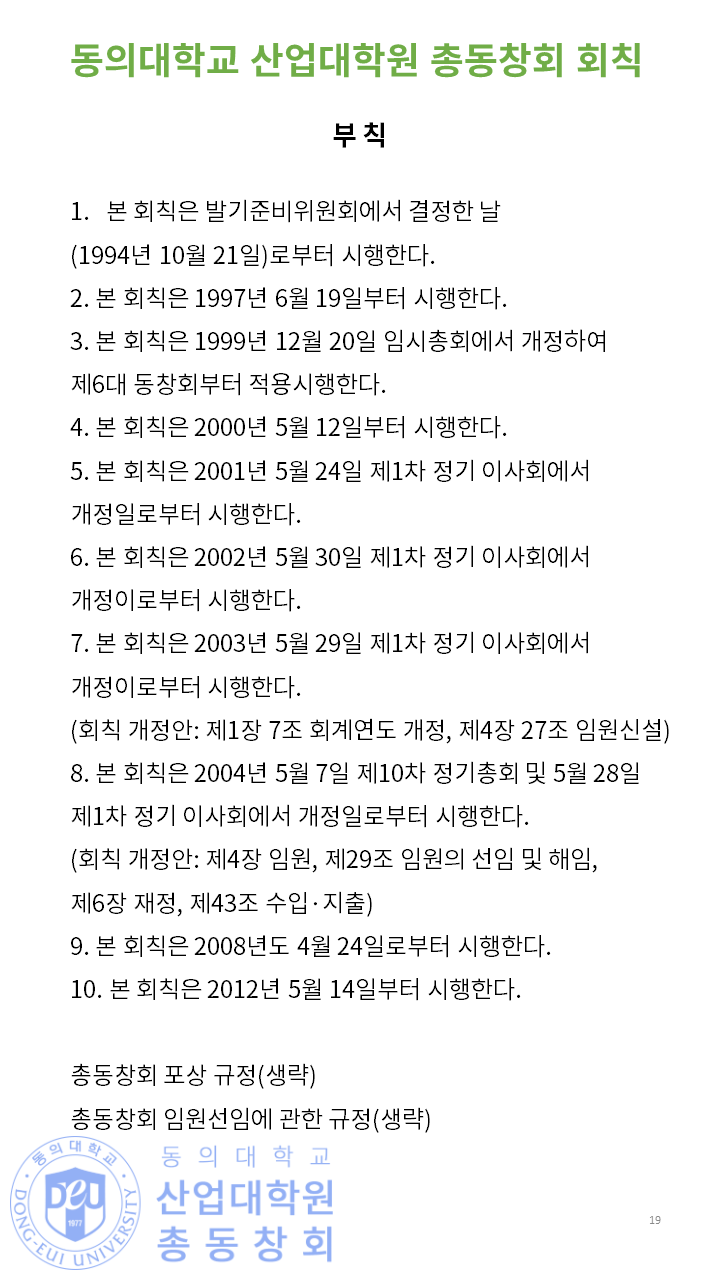 동의대학교 산업대학원 총동창회 회칙
부 칙
1. 본 회칙은 발기준비위원회에서 결정한 날
(1994년 10월 21일)로부터 시행한다.
2. 본 회칙은 1997년 6월 19일부터 시행한다.
3. 본 회칙은 1999년 12월 20일 임시총회에서 개정하여
제6대 동창회부터 적용시행한다.
4. 본 회칙은 2000년 5월 12일부터 시행한다.
5. 본 회칙은 2001년 5월 24일 제1차 정기 이사회에서
개정일로부터 시행한다.
6. 본 회칙은 2002년 5월 30일 제1차 정기 이사회에서
개정이로부터 시행한다.
7. 본 회칙은 2003년 5월 29일 제1차 정기 이사회에서
개정이로부터 시행한다.
(회칙 개정안: 제1장 7조 회계연도 개정, 제4장 27조 임원신설)
8. 본 회칙은 2004년 5월 7일 제10차 정기총회 및 5월 28일
제1차 정기 이사회에서 개정일로부터 시행한다.
(회칙 개정안: 제4장 임원, 제29조 임원의 선임 및 해임,
제6장 재정, 제43조 수입·지출)
9. 본 회칙은 2008년도 4월 24일로부터 시행한다.
10. 본 회칙은 2012년 5월 14일부터 시행한다.
총동창회 포상 규정(생략)
총동창회 임원선임에 관한 규정(생략)
동의대학교
DEU
1977
DONG-EUI UNIVERSITY
동 의 대 학 교
산업대학원
총 동 창 회
19